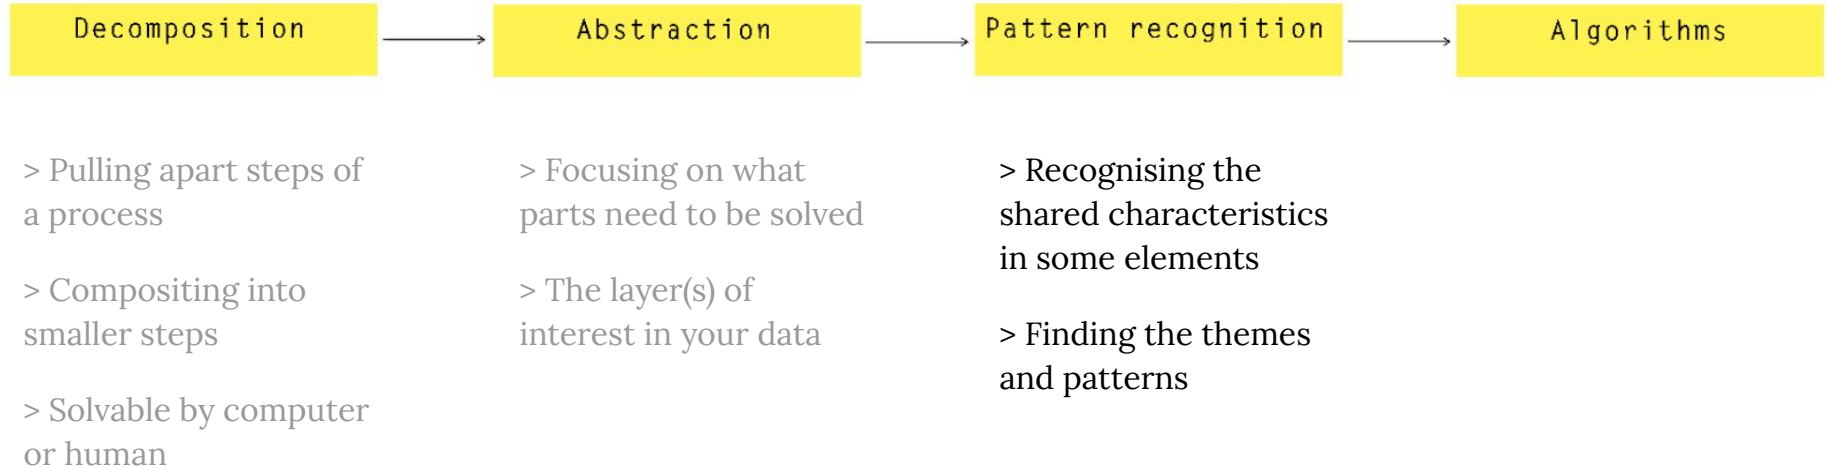 Decomposition
Abstraction
Pattern recognition
Algorithms
> Pulling apart steps of
a process
> Compositing into
smaller steps
> Solvable by computer
or human
> Focusing on what
parts need to be solved
> The layer(s) of
interest in your data
> Recognising the
shared characteristics
in some elements
> Finding the themes
and patterns